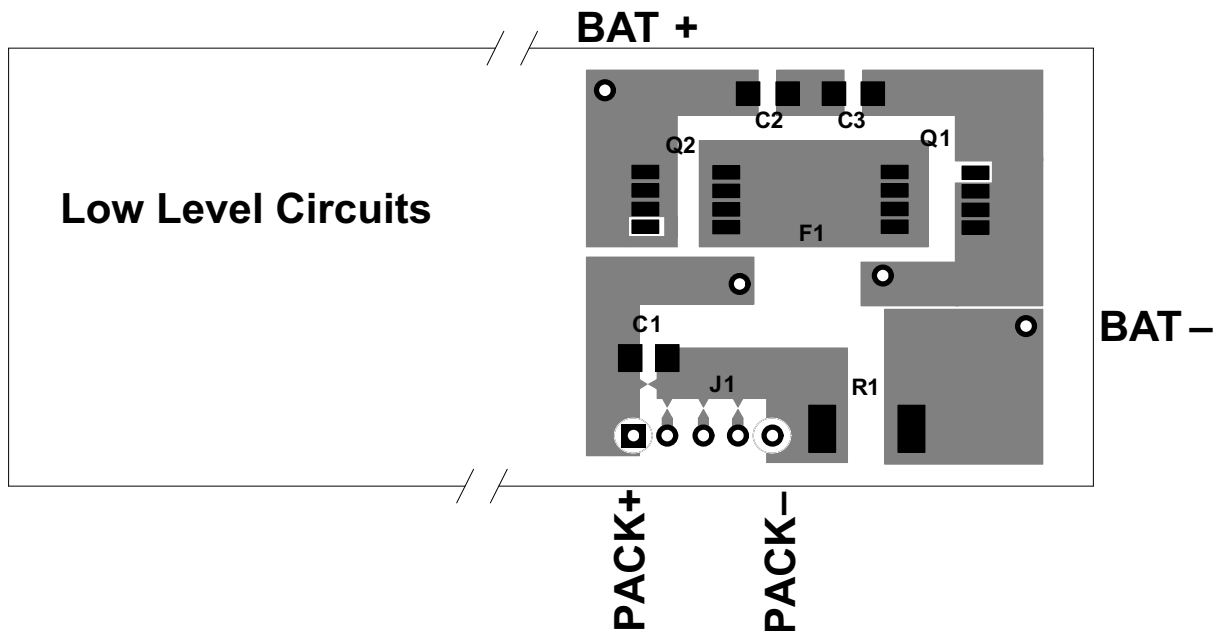 BAT +
C2
C3
Q2
Q1
Low Level Circuits
F1
C1
BAT –
J1
R1
PACK+
PACK–